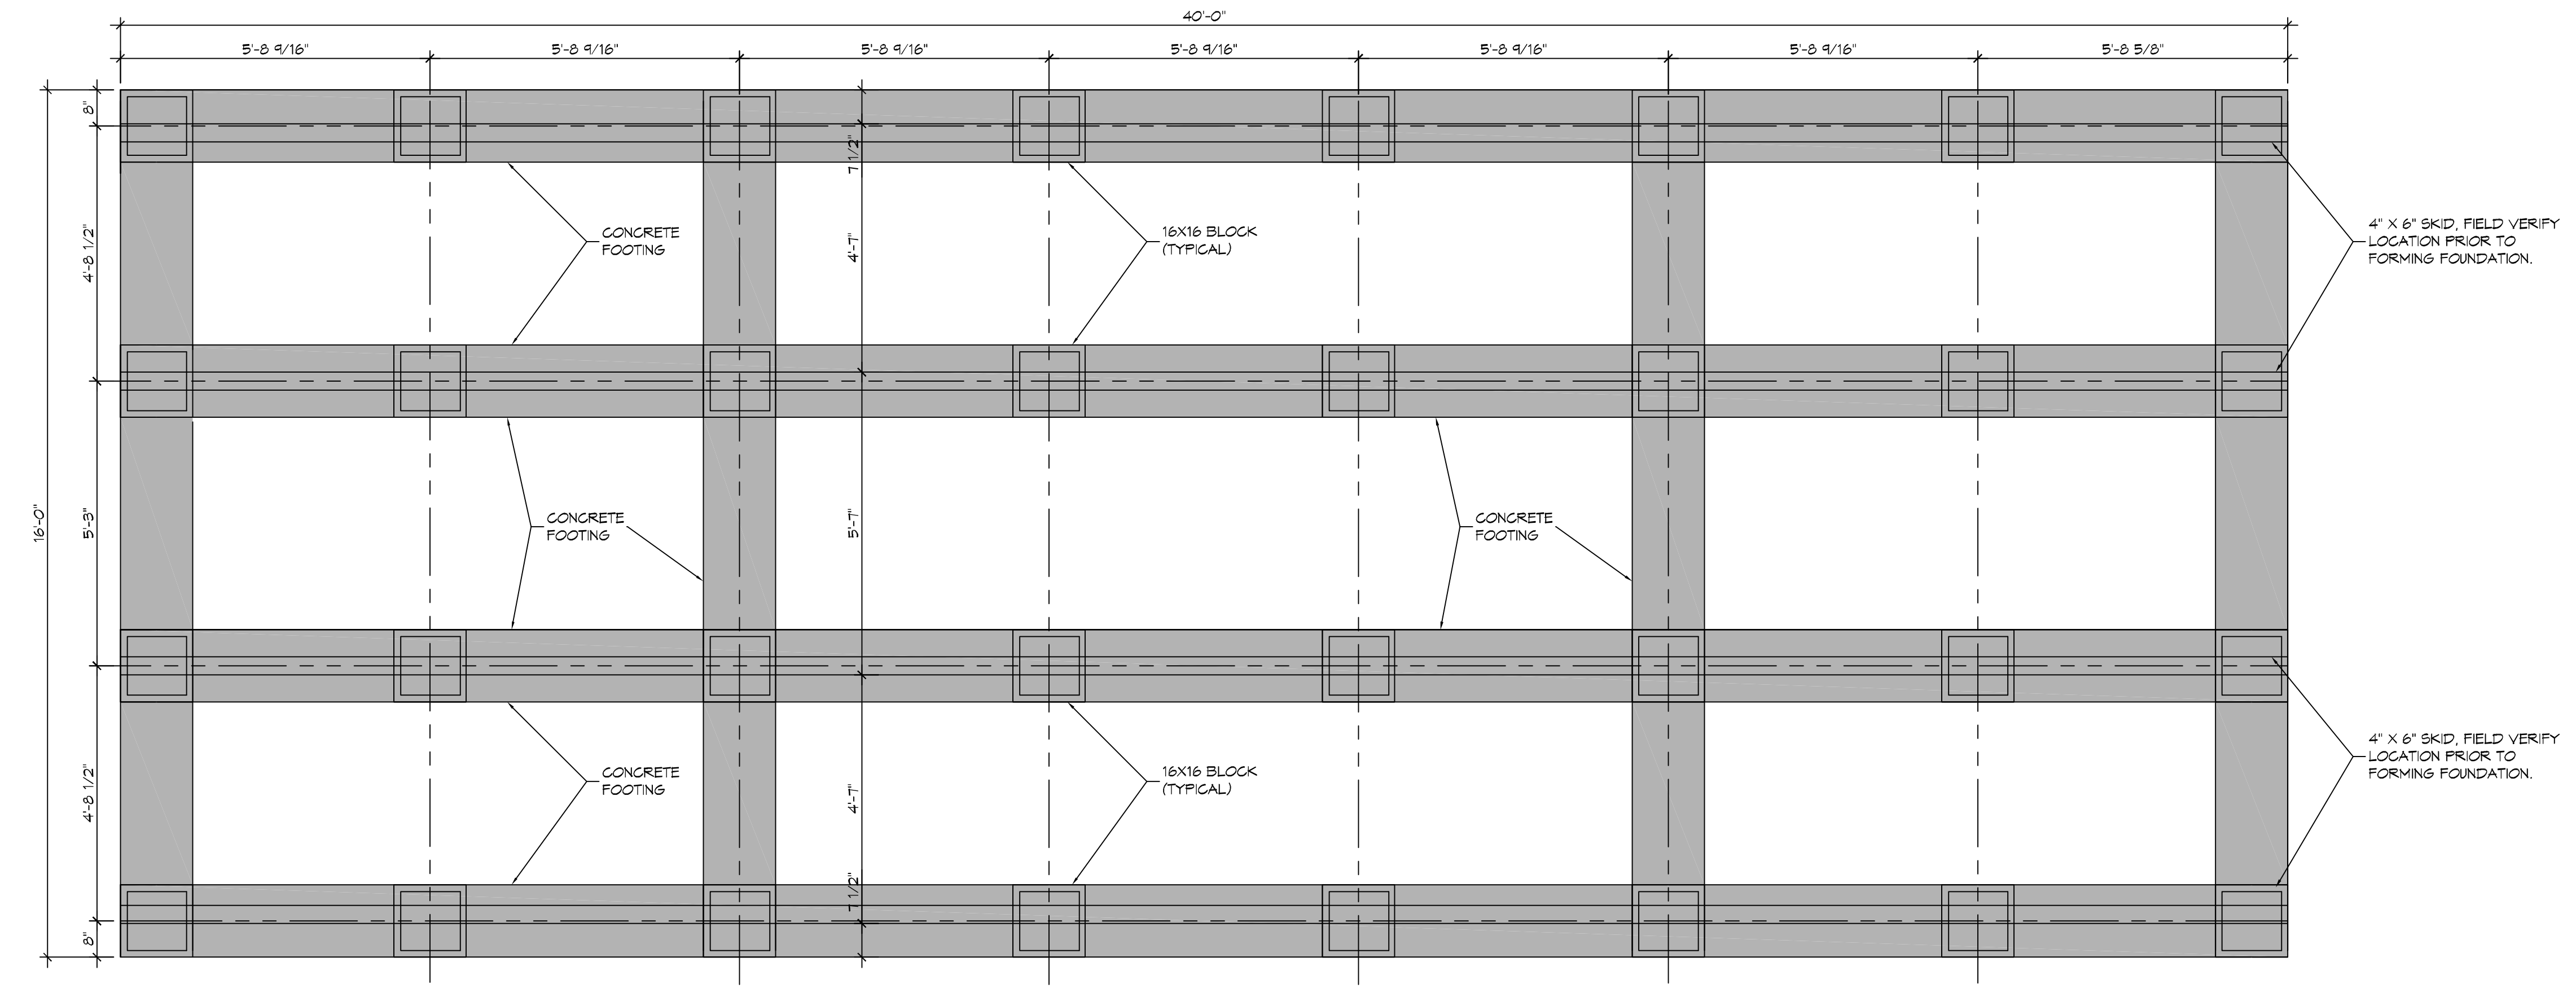 40'-0"
5'-8 9/16"
5'-8 9/16"
5'-8 9/16"
5'-8 9/16"
5'-8 9/16"
5'-8 9/16"
5'-8 5/8"
8"
7 1/2"
16'-0"
4'-8 1/2"
CONCRETE
FOOTING
4'-7"
16X16 BLOCK
(TYPICAL)
4" X 6" SKID, FIELD VERIFY
LOCATION PRIOR TO
FORMING FOUNDATION.
5'-3"
CONCRETE
FOOTING
5'-7"
CONCRETE
FOOTING
4'-8 1/2"
CONCRETE
FOOTING
4'-7"
16X16 BLOCK
(TYPICAL)
4" X 6" SKID, FIELD VERIFY
LOCATION PRIOR TO
FORMING FOUNDATION.
8"
7 1/2"